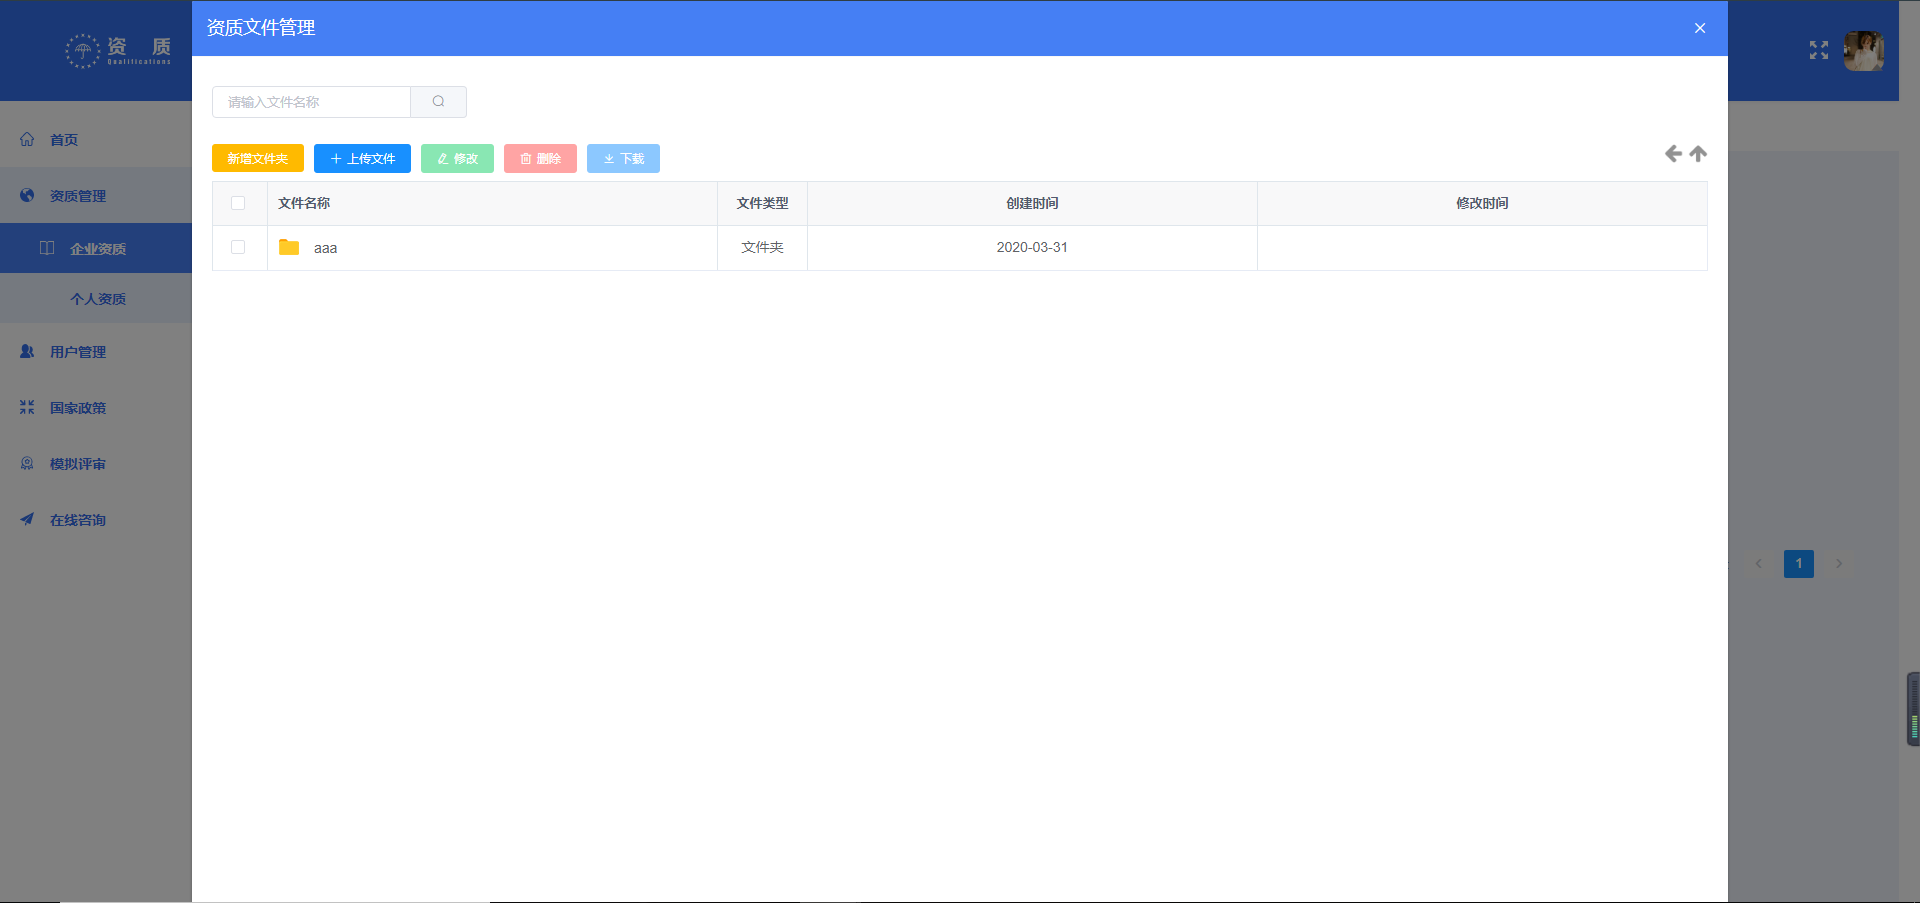 资质
Qualifications
首页
资质管理
企业资质
个人资质
用户管理
国家政策
模拟评审
在线咨询
资质文件管理
请输入文件名称
新增文件夹 上传文件 修改 删除 下载
文件名称 文件类型 创建时间 修改时间
aaa 文件夹 2020-03-31
1